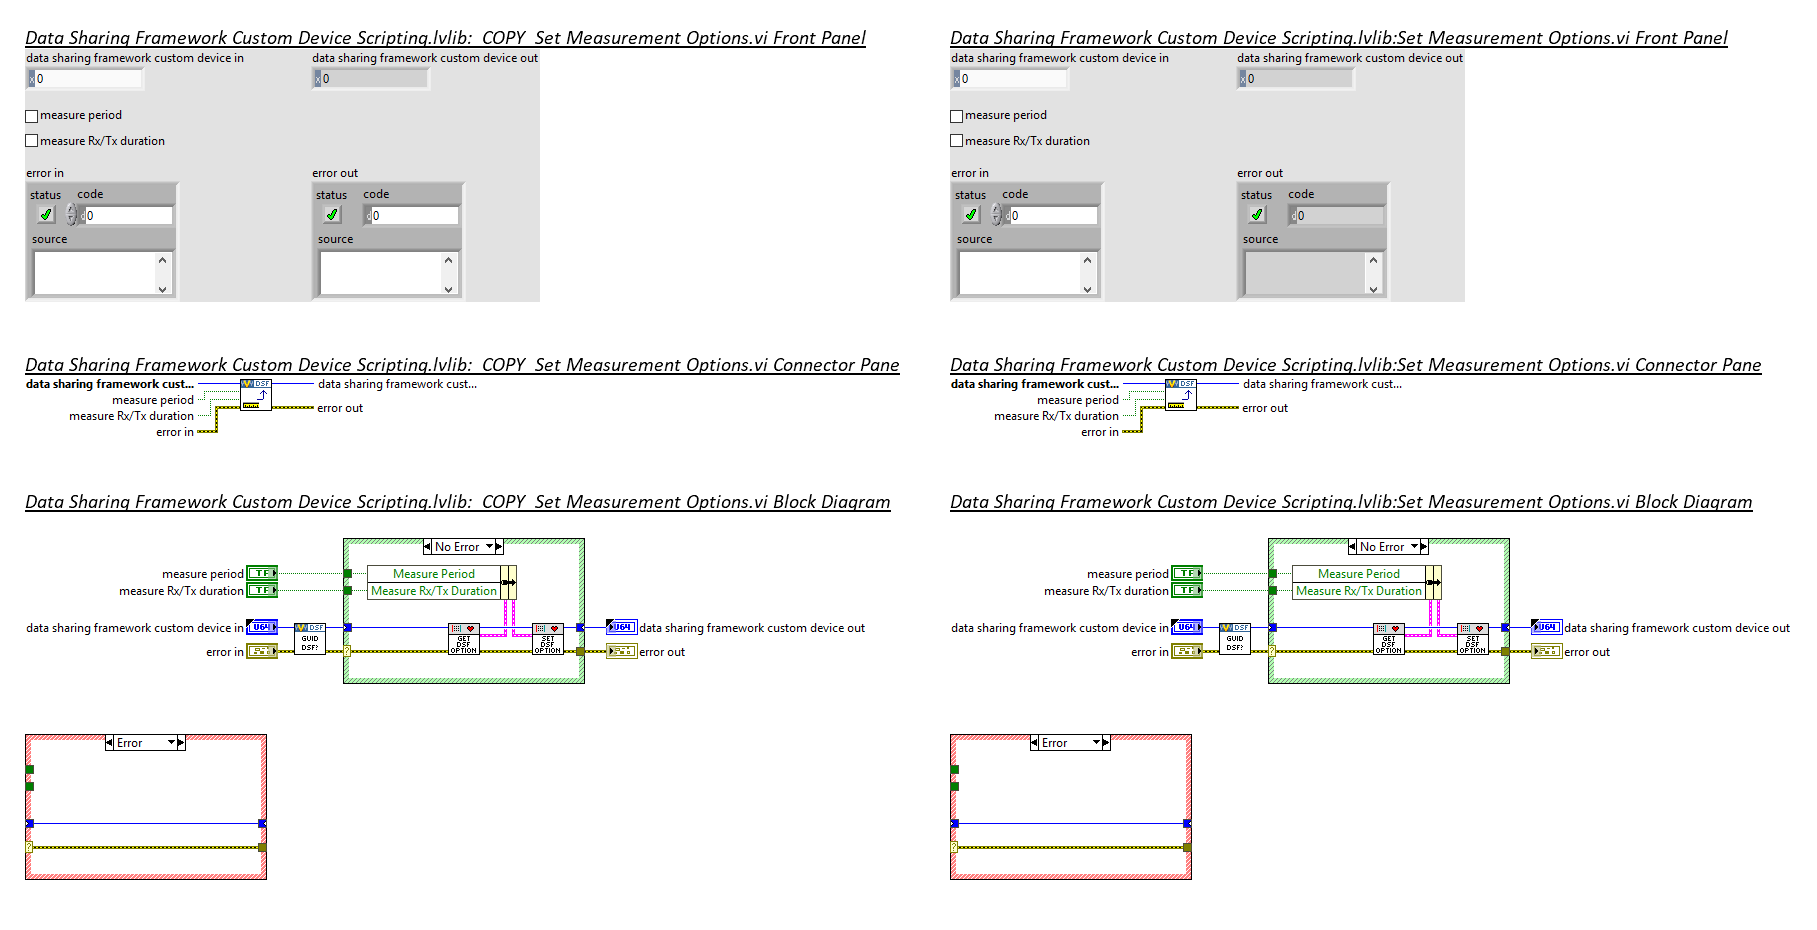 Data Sharing Framework Custom Device Scripting.lvlib:_COPY_Set Measurement Options.vi Front Panel
data sharing framework custom device in
data sharing framework custom device out
x 0
x 0
measure period
measure Rx/Tx duration
error in
error out
status code
status code
d 0
d 0
source
source
Data Sharing Framework Custom Device Scripting.lvlib:_COPY_Set Measurement Options.vi Connector Pane
data sharing framework cust...
DSF
data sharing framework cust...
measure period
measure Rx/Tx duration
error out
error in
Data Sharing Framework Custom Device Scripting.lvlib:_COPY_Set Measurement Options.vi Block Diagram
No Error
measure period
TF
Measure Period
measure Rx/Tx duration
TF
Measure Rx/Tx Duration
data sharing framework custom device in
U64
DSF
GUID
DSF?
GET
DSF
OPTION
SET
DSF
OPTION
U64
data sharing framework custom device out
error in
?
error out
Error
?
Data Sharing Framework Custom Device Scripting.lvlib:Set Measurement Options.vi Front Panel
data sharing framework custom device in
data sharing framework custom device out
x 0
x 0
measure period
measure Rx/Tx duration
error in
error out
status code
status code
d 0
d 0
source
source
Data Sharing Framework Custom Device Scripting.lvlib:Set Measurement Options.vi Connector Pane
data sharing framework cust...
DSF
data sharing framework cust...
measure period
measure Rx/Tx duration
error out
error in
Data Sharing Framework Custom Device Scripting.lvlib:Set Measurement Options.vi Block Diagram
No Error
measure period
TF
Measure Period
measure Rx/Tx duration
TF
Measure Rx/Tx Duration
data sharing framework custom device in
U64
DSF
GUID
DSF?
GET
DSF
OPTION
SET
DSF
OPTION
U64
data sharing framework custom device out
error in
?
error out
Error
?